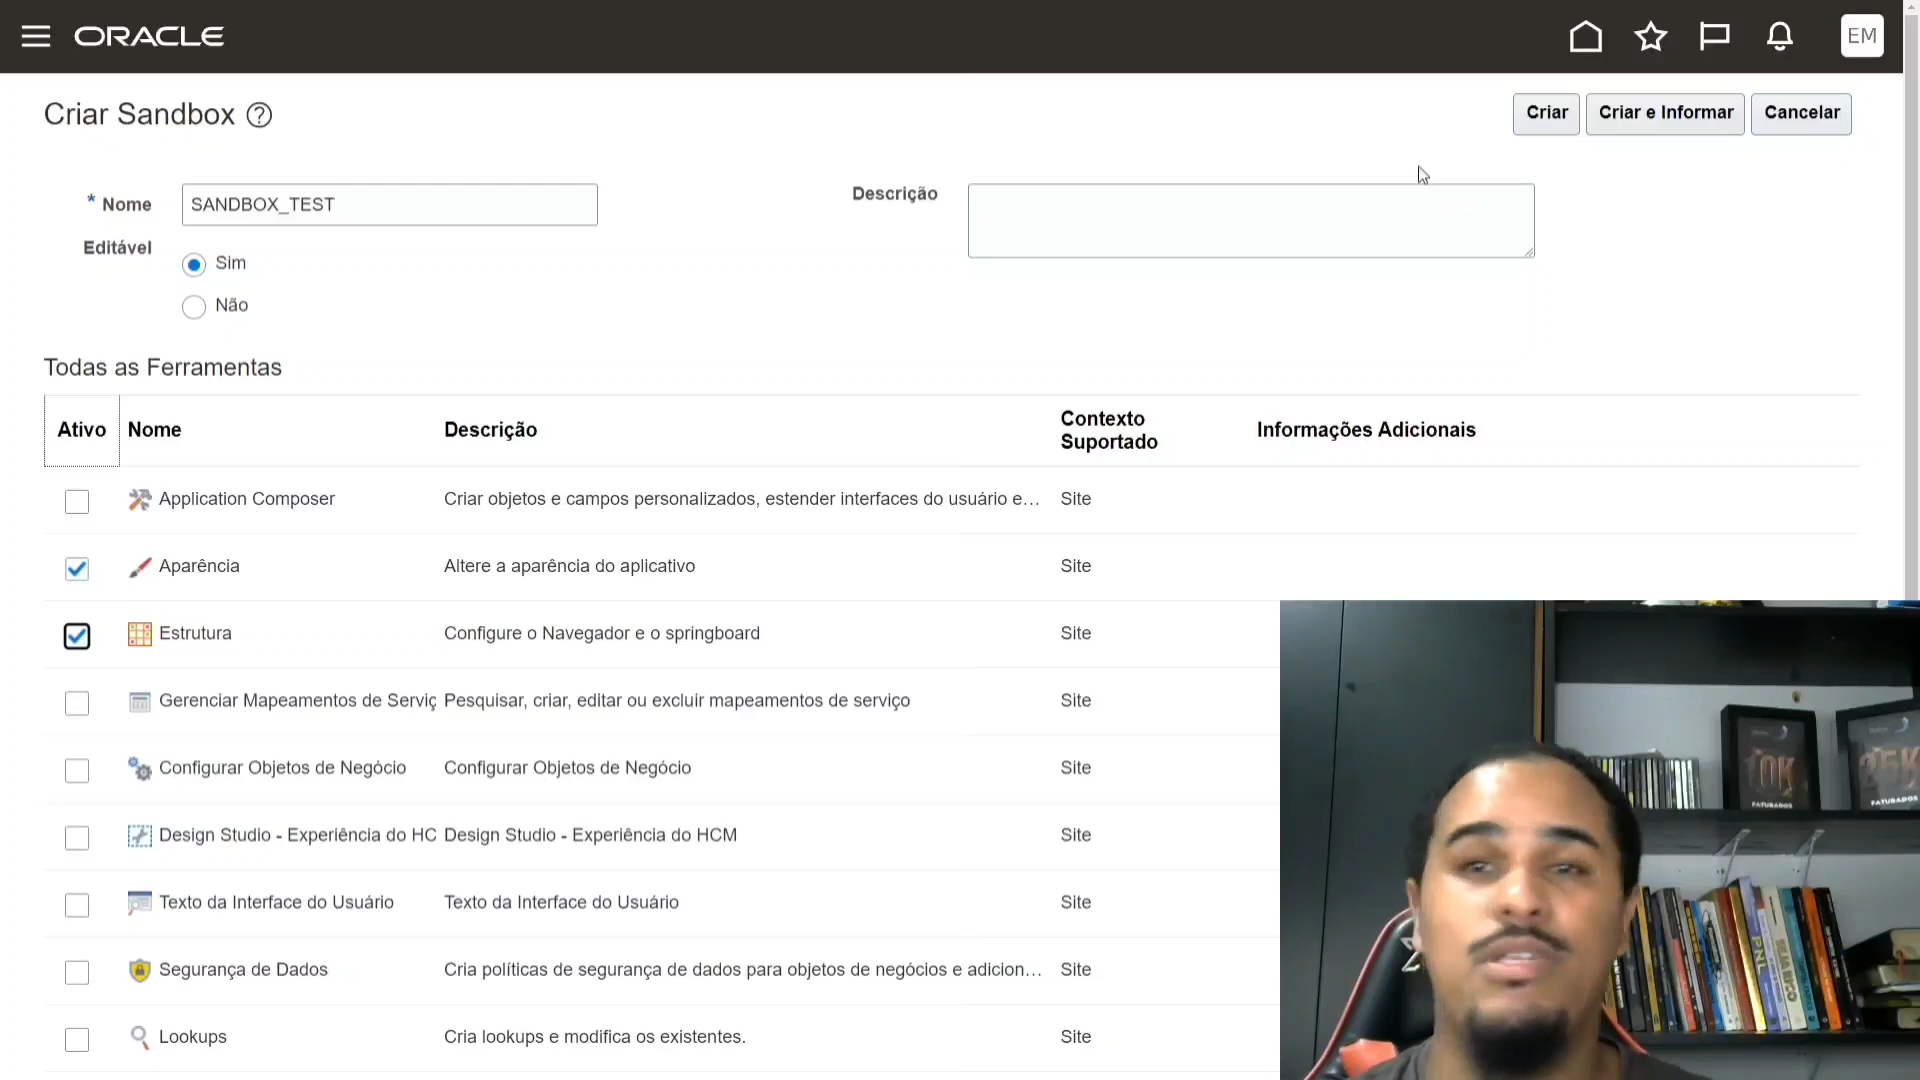 ORACLE
EM
Criar Sandbox ?
Criar
Criar e Informar
Cancelar
* Nome
SANDBOX_TEST
Descrição
Editável
Sim
Não
Todas as Ferramentas
Ativo
Nome
Descrição
Contexto
Suportado
Informações Adicionais
Application Composer
Criar objetos e campos personalizados, estender interfaces do usuário e...
Site
Aparência
Altere a aparência do aplicativo
Site
Estrutura
Configure o Navegador e o springboard
Site
Gerenciar Mapeamentos de Serviç
Pesquisar, criar, editar ou excluir mapeamentos de serviço
Site
Configurar Objetos de Negócio
Configurar Objetos de Negócio
Site
Design Studio - Experiência do HC
Design Studio - Experiência do HCM
Site
Texto da Interface do Usuário
Texto da Interface do Usuário
Site
Segurança de Dados
Cria políticas de segurança de dados para objetos de negócios e adicion...
Site
Lookups
Cria lookups e modifica os existentes.
Site
10K
FATURADOS
25K
FATURADOS
PNL